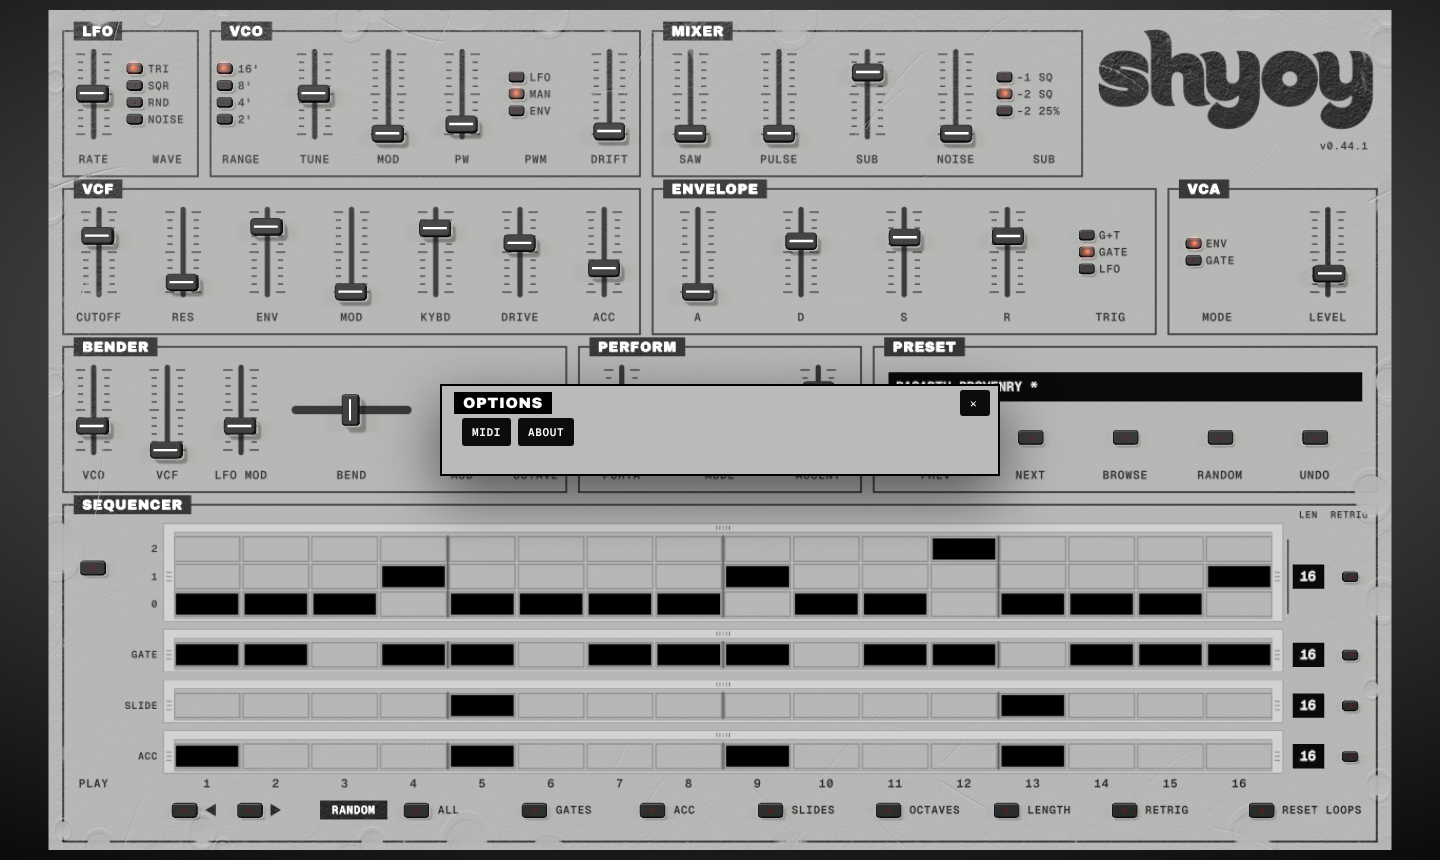 LFO
TRI
SQR
RND
NOISE
RATE WAVE
VCO
16'
8'
4'
2'
LFO
MAN
ENV
RANGE TUNE MOD PW PWM DRIFT
MIXER
-1 SQ
-2 SQ
-2 25%
SAW PULSE SUB NOISE SUB
shyoy
v0.44.1
VCF
CUTOFF RES ENV MOD KYBD DRIVE ACC
ENVELOPE
G+T
GATE
LFO
A D S R TRIG
VCA
ENV
GATE
MODE LEVEL
BENDER
VCO VCF LFO MOD BEND
PERFORM
PRESET
NEXT BROWSE RANDOM UNDO
OPTIONS ×
MIDI ABOUT
SEQUENCER
LEN RETRIG
2
1 16
0
GATE 16
SLIDE 16
ACC 16
PLAY 1 2 3 4 5 6 7 8 9 10 11 12 13 14 15 16
◀ ▶ RANDOM ALL GATES ACC SLIDES OCTAVES LENGTH RETRIG RESET LOOPS